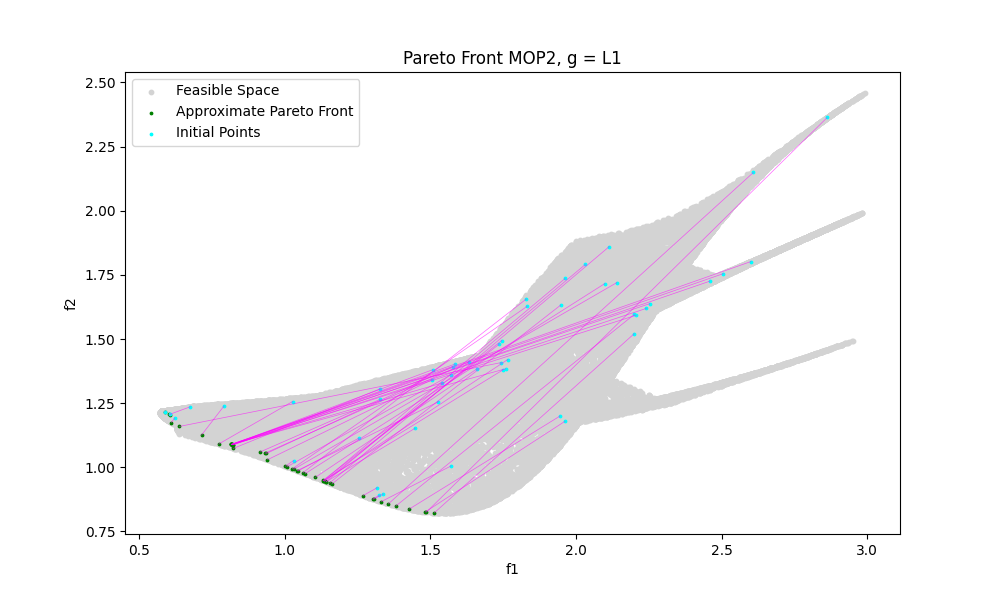 Pareto Front MOP2, g = L1
Feasible Space
Approximate Pareto Front
Initial Points
f2
2.50
2.25
2.00
1.75
1.50
1.25
1.00
0.75
0.5
1.0
1.5
2.0
2.5
3.0
f1